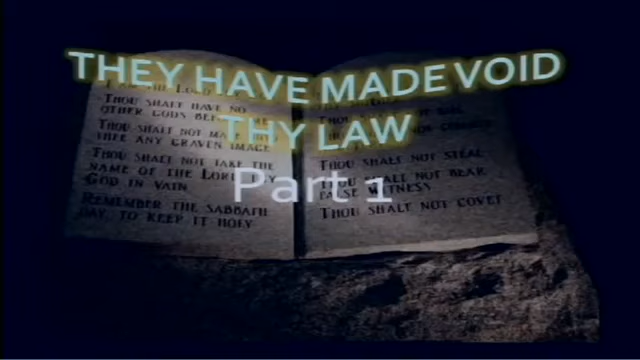 THEY HAVE MADE VOID
THY LAW
Part 1
THOU SHALT HAVE NO
OTHER GODS
THOU SHALT NOT
THEE ANY GRAVEN IMAGE
THOU SHALT NOT TAKE THE
NAME OF THE LORD THY
GOD IN VAIN
REMEMBER THE SABBATH
DAY, TO KEEP IT HOLY
THOU SHALT NOT STEAL
THOU SHALT NOT BEAR
FALSE WITNESS
THOU SHALT NOT COVET